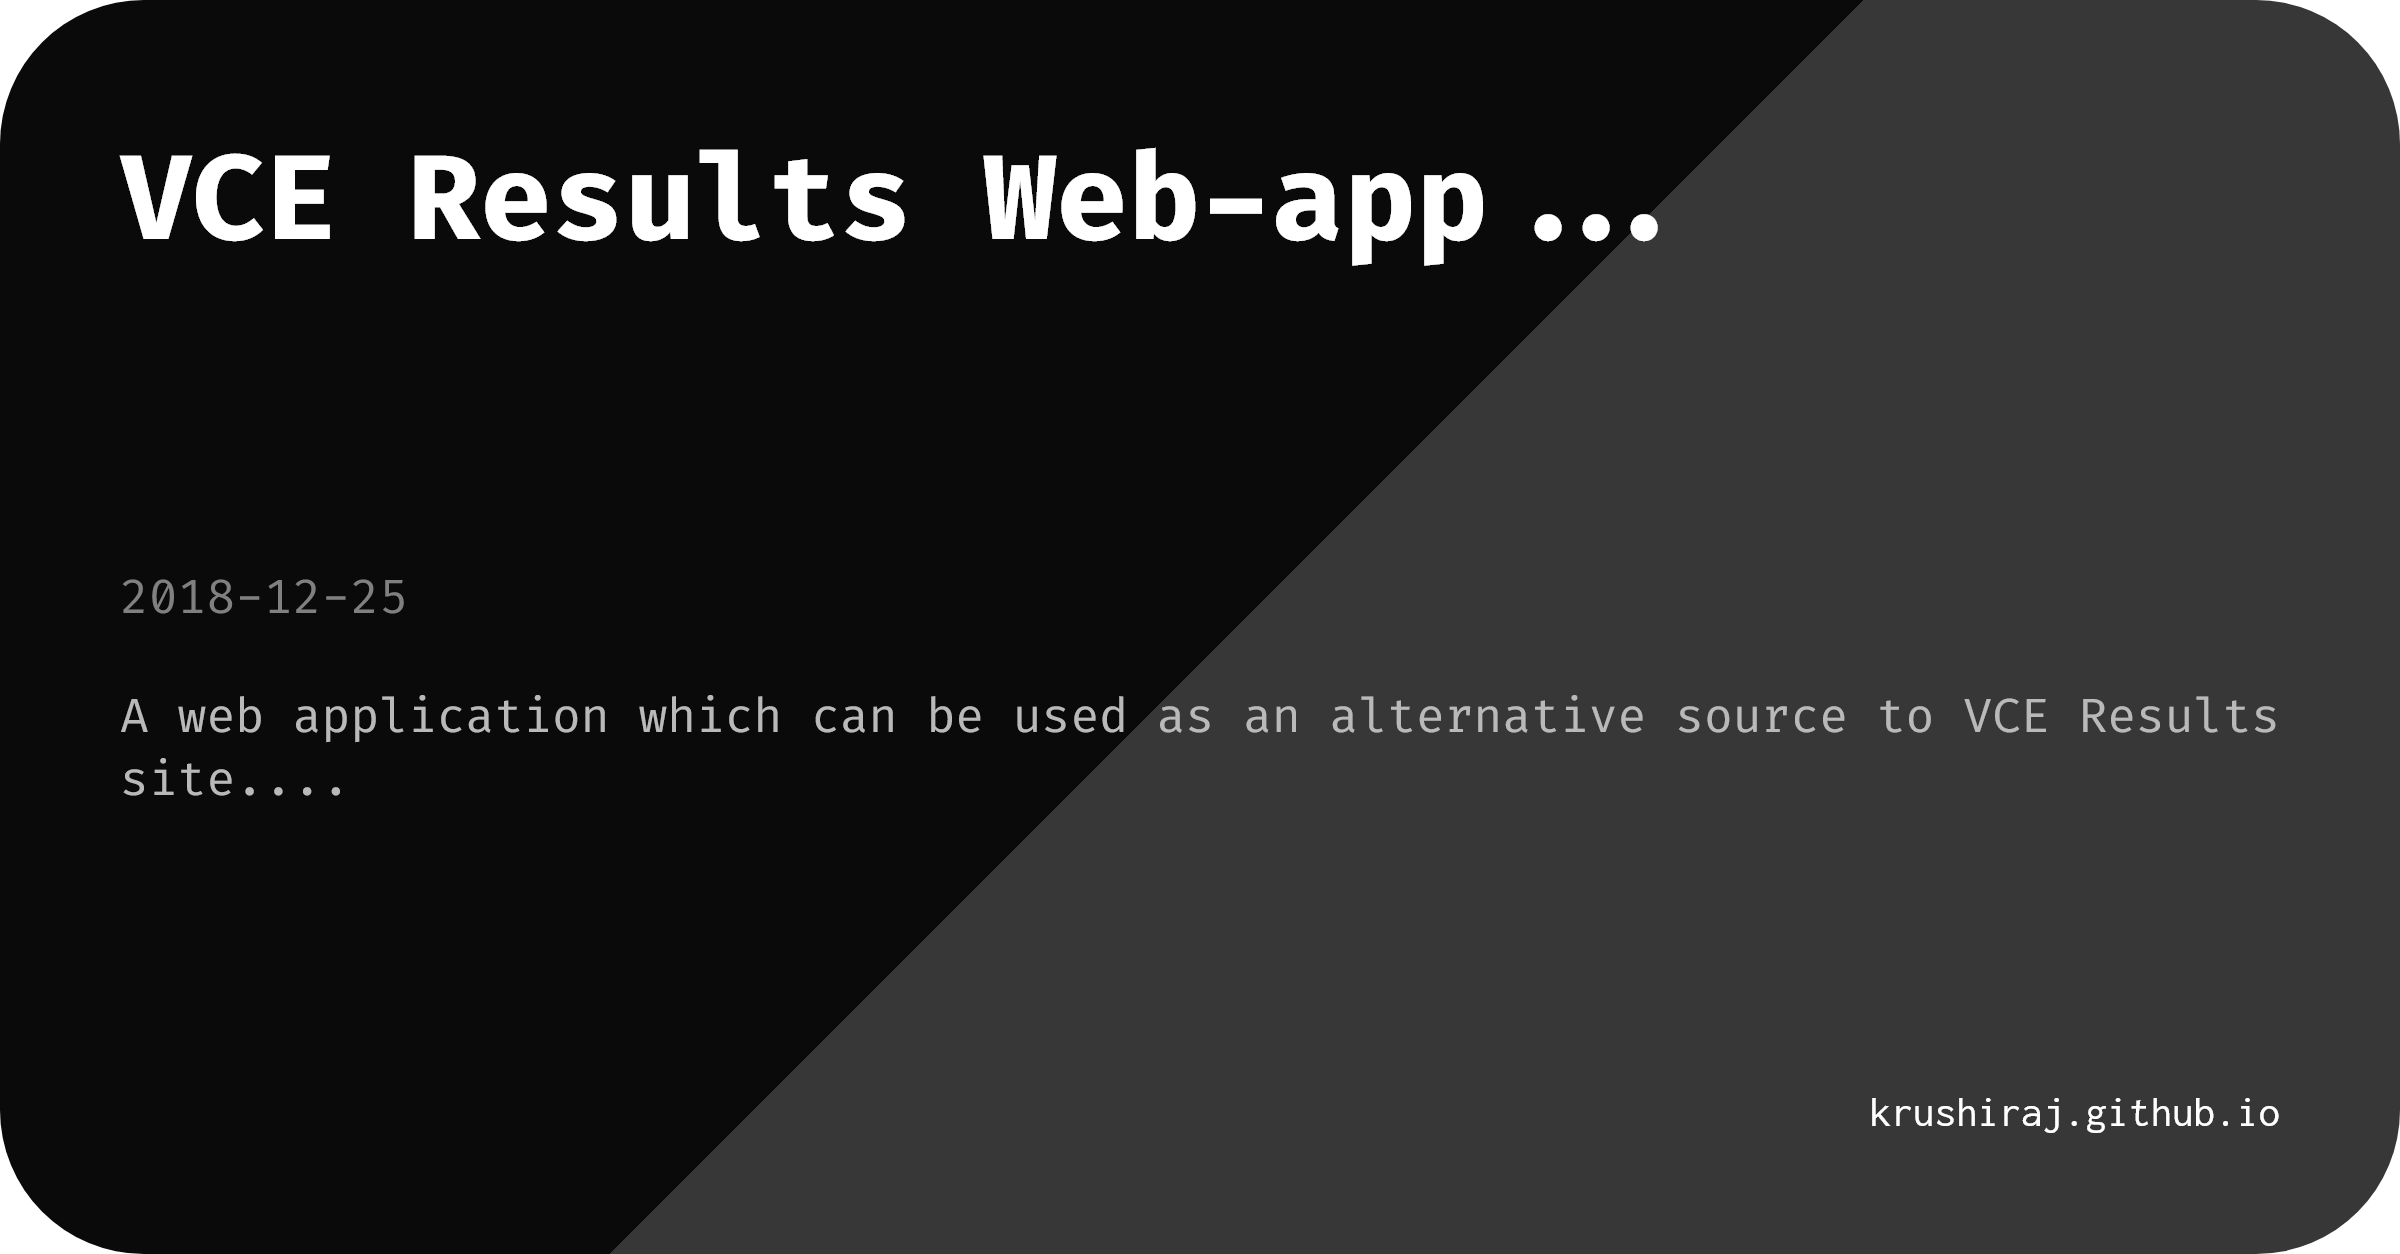 VCE Results Web-app...
2018-12-25
A web application which can be used as an alternative source to VCE Results
site....
krushiraj.github.io